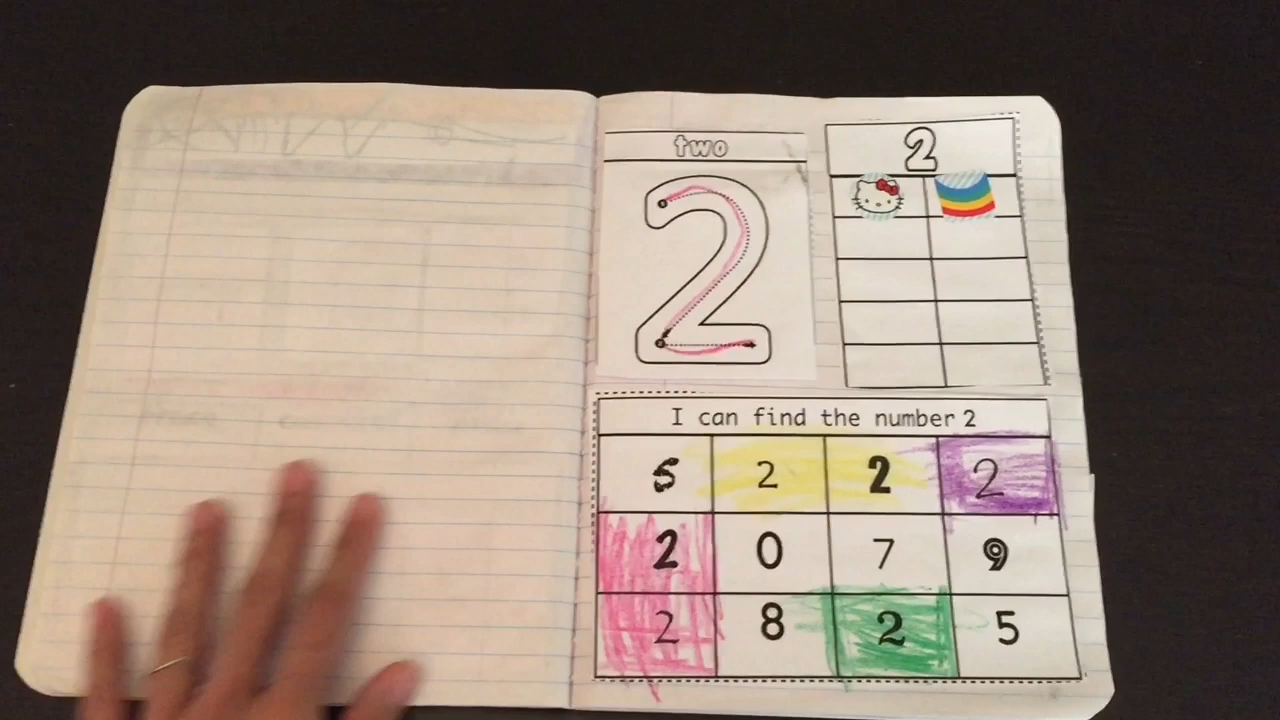 two
2
2
I can find the number 2
5 2 2 2
2 0 7 9
2 8 2 5